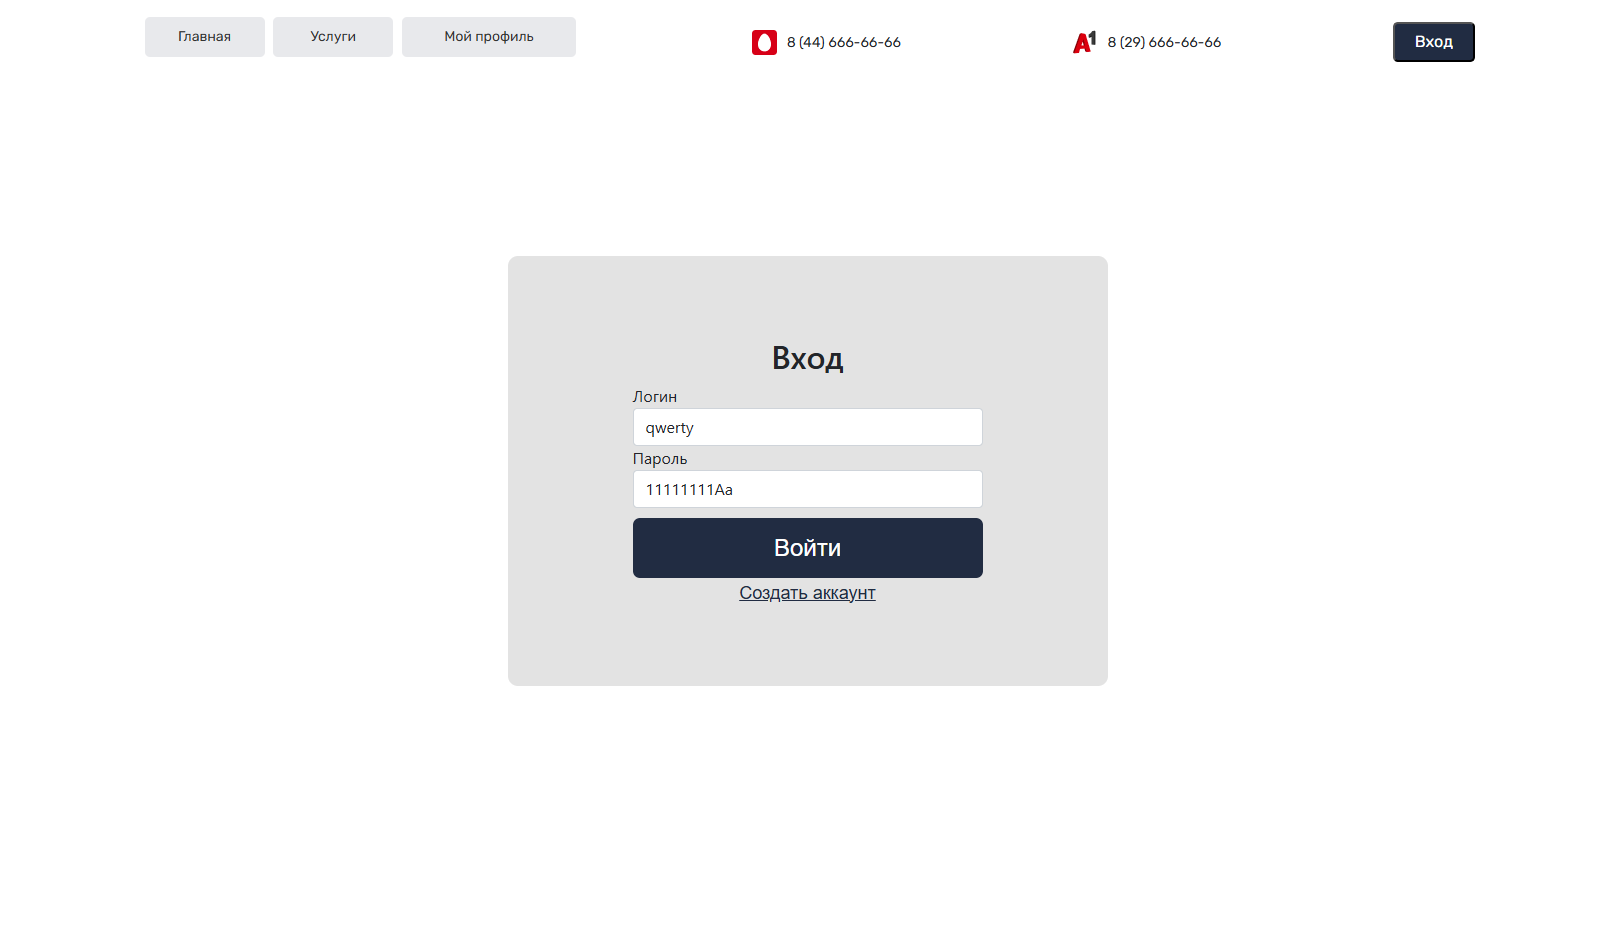 Главная Услуги Мой профиль 8 (44) 666-66-66 A1 8 (29) 666-66-66 Вход
Вход
Логин
qwerty
Пароль
11111111Aa
Войти
Создать аккаунт